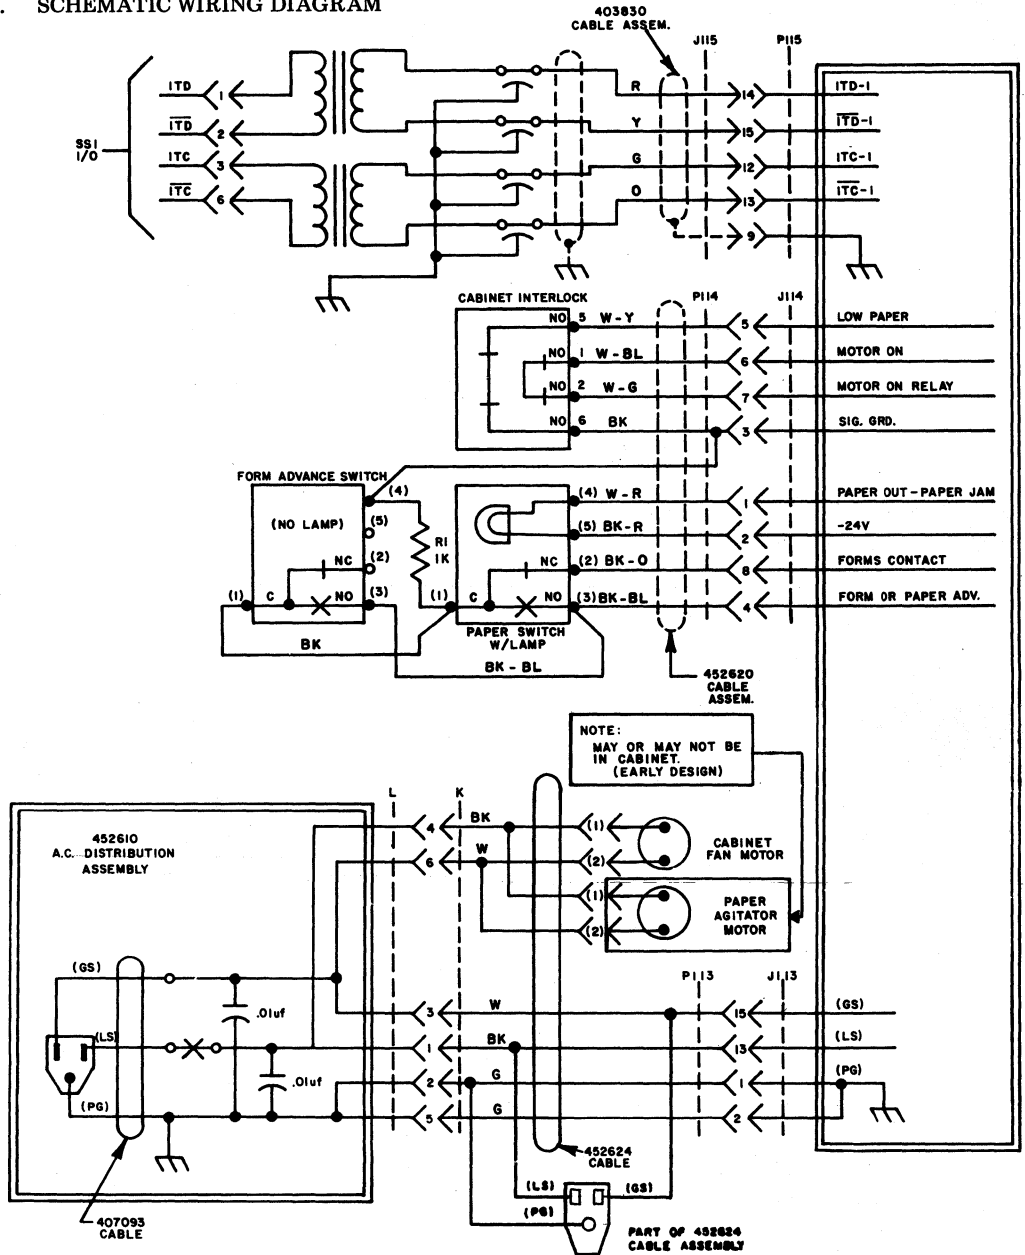 . SCHEMATIC WIRING DIAGRAM
403830
CABLE ASSEM.
J115 P115
SS1
I/O
1TD 1 R 14 1TD-1
1TD 2 Y 15 1TD-1
1TC 3 G 12 1TC-1
1TC 6 O 13 1TC-1
9
CABINET INTERLOCK P114 J114
NO 5 W-Y 5 LOW PAPER
NO 1 W-BL 6 MOTOR ON
NO 2 W-G 7 MOTOR ON RELAY
NO 6 BK 3 SIG. GRD.
FORM ADVANCE SWITCH
(NO LAMP)
(4)
(5)
NC (2)
(1) C NO (3)
R1
1K
(4) W-R 1 PAPER OUT-PAPER JAM
(5) BK-R 2 -24V
NC (2) BK-O 8 FORMS CONTACT
(1) C NO (3) BK-BL 4 FORM OR PAPER ADV.
PAPER SWITCH
W/LAMP
BK
BK-BL
452620
CABLE
ASSEM.
NOTE:
MAY OR MAY NOT BE
IN CABINET.
(EARLY DESIGN)
452610
A.C. DISTRIBUTION
ASSEMBLY
L K
4 BK (1)
6 W (2)
CABINET
FAN MOTOR
(1)
(2)
PAPER
AGITATOR
MOTOR
P113 J113
(GS)
(LS)
(PG)
.01uf
.01uf
3 W 15 (GS)
1 BK 13 (LS)
2 G 1 (PG)
5 G 2
452624
CABLE
407093
CABLE
(LS) (GS)
(PG)
PART OF 452624
CABLE ASSEMBLY